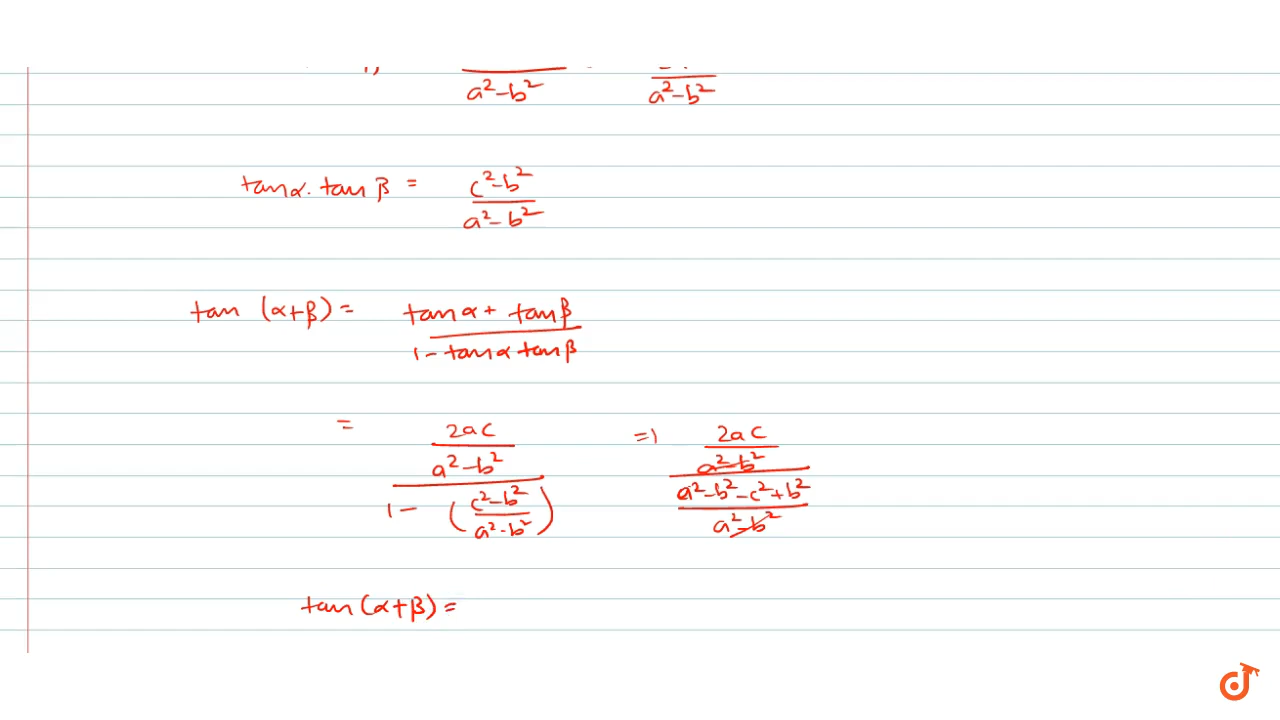 a²-b² a²-b²
tanα. tanβ = c²-b² / a²-b²
tan (α+β) = tanα + tanβ / 1 - tanα tanβ
= 2ac / a²-b² / 1 - (c²-b² / a²-b²) =) 2ac / a²-b² / a²-b²-c²+b² / a²-b²
tan(α+β) =